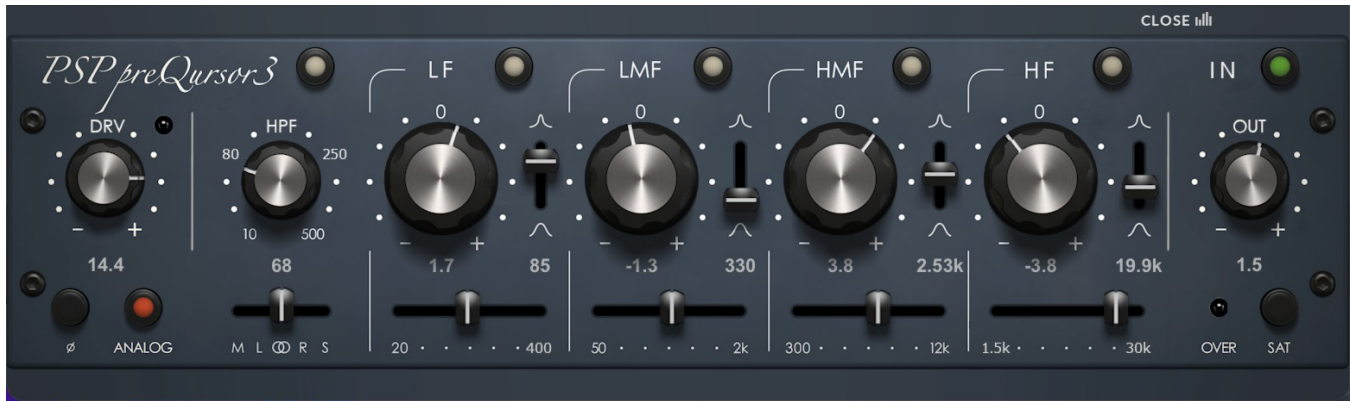 CLOSE
PSP preQursor3
LF
LMF
HMF
HF
IN
DRV
HPF
0
0
0
0
OUT
80
250
10
500
-
+
-
+
-
+
-
+
-
+
-
+
14.4
68
1.7
85
-1.3
330
3.8
2.53k
-3.8
19.9k
1.5
ø
ANALOG
M L R S
20
400
50
2k
300
12k
1.5k
30k
OVER
SAT